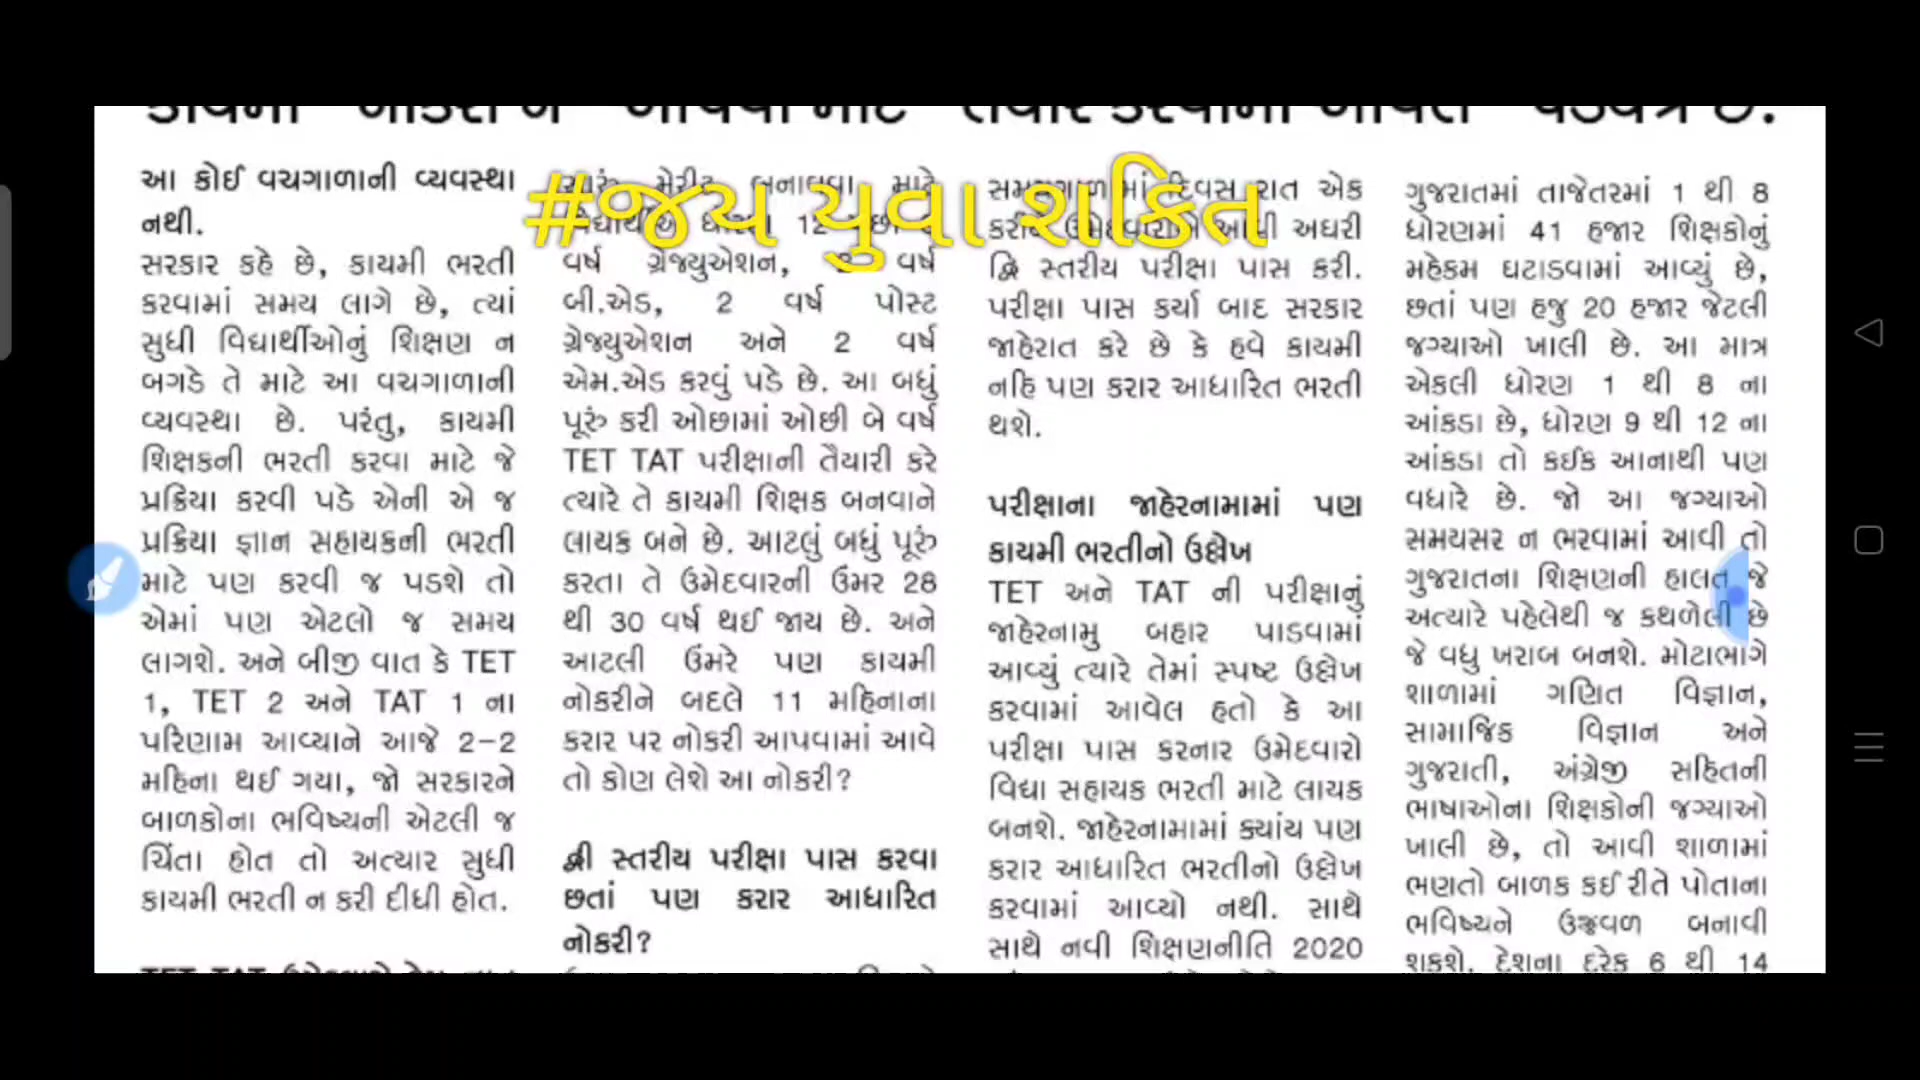 #જય યુવા શક્તિ
આ કોઈ વચગાળાની વ્યવસ્થા
નથી.
સરકાર કહે છે, કાયમી ભરતી
કરવામાં સમય લાગે છે, ત્યાં
સુધી વિદ્યાર્થીઓનું શિક્ષણ ન
બગડે તે માટે આ વચગાળાની
વ્યવસ્થા છે. પરંતુ, કાયમી
શિક્ષકની ભરતી કરવા માટે જે
પ્રક્રિયા કરવી પડે એની એ જ
પ્રક્રિયા જ્ઞાન સહાયકની ભરતી
માટે પણ કરવી જ પડશે તો
એમાં પણ એટલો જ સમય
લાગશે. અને બીજી વાત કે TET
1, TET 2 અને TAT 1 ના
પરિણામ આવ્યાને આજે 2-2
મહિના થઈ ગયા, જો સરકારને
બાળકોના ભવિષ્યની એટલી જ
ચિંતા હોત તો અત્યાર સુધી
કાયમી ભરતી ન કરી દીધી હોત.
મેરીટ બનાવવા માટે
ધોરણ 12
વર્ષ ગ્રેજ્યુએશન, વર્ષ
બી.એડ, 2 વર્ષ પોસ્ટ
ગ્રેજ્યુએશન અને 2 વર્ષ
એમ.એડ કરવું પડે છે. આ બધું
પૂરું કરી ઓછામાં ઓછી બે વર્ષ
TET TAT પરીક્ષાની તૈયારી કરે
ત્યારે તે કાયમી શિક્ષક બનવાને
લાયક બને છે. આટલું બધું પૂરું
કરતા તે ઉમેદવારની ઉંમર 28
થી 30 વર્ષ થઈ જાય છે. અને
આટલી ઉંમરે પણ કાયમી
નોકરીને બદલે 11 મહિનાના
કરાર પર નોકરી આપવામાં આવે
તો કોણ લેશે આ નોકરી?
દ્વી સ્તરીય પરીક્ષા પાસ કરવા
છતાં પણ કરાર આધારિત
નોકરી?
દિવસ રાત એક
અઘરી
દ્વિ સ્તરીય પરીક્ષા પાસ કરી.
પરીક્ષા પાસ કર્યા બાદ સરકાર
જાહેરાત કરે છે કે હવે કાયમી
નહિ પણ કરાર આધારિત ભરતી
થશે.
પરીક્ષાના જાહેરનામામાં પણ
કાયમી ભરતીનો ઉલ્લેખ
TET અને TAT ની પરીક્ષાનું
જાહેરનામુ બહાર પાડવામાં
આવ્યું ત્યારે તેમાં સ્પષ્ટ ઉલ્લેખ
કરવામાં આવેલ હતો કે આ
પરીક્ષા પાસ કરનાર ઉમેદવારો
વિદ્યા સહાયક ભરતી માટે લાયક
બનશે. જાહેરનામામાં ક્યાંય પણ
કરાર આધારિત ભરતીનો ઉલ્લેખ
કરવામાં આવ્યો નથી. સાથે
સાથે નવી શિક્ષણનીતિ 2020
ગુજરાતમાં તાજેતરમાં 1 થી 8
ધોરણમાં 41 હજાર શિક્ષકોનું
મહેકમ ઘટાડવામાં આવ્યું છે,
છતાં પણ હજુ 20 હજાર જેટલી
જગ્યાઓ ખાલી છે. આ માત્ર
એકલી ધોરણ 1 થી 8 ના
આંકડા છે, ધોરણ 9 થી 12 ના
આંકડા તો કઈક આનાથી પણ
વધારે છે. જો આ જગ્યાઓ
સમયસર ન ભરવામાં આવી તો
ગુજરાતના શિક્ષણની હાલત જે
અત્યારે પહેલેથી જ કથળેલી છે
જે વધુ ખરાબ બનશે. મોટાભાગે
શાળામાં ગણિત વિજ્ઞાન,
સામાજિક વિજ્ઞાન અને
ગુજરાતી, અંગ્રેજી સહિતની
ભાષાઓના શિક્ષકોની જગ્યાઓ
ખાલી છે, તો આવી શાળામાં
ભણતો બાળક કઈ રીતે પોતાના
ભવિષ્યને ઉજ્જવળ બનાવી
શકશે. દેશના દરેક 6 થી 14